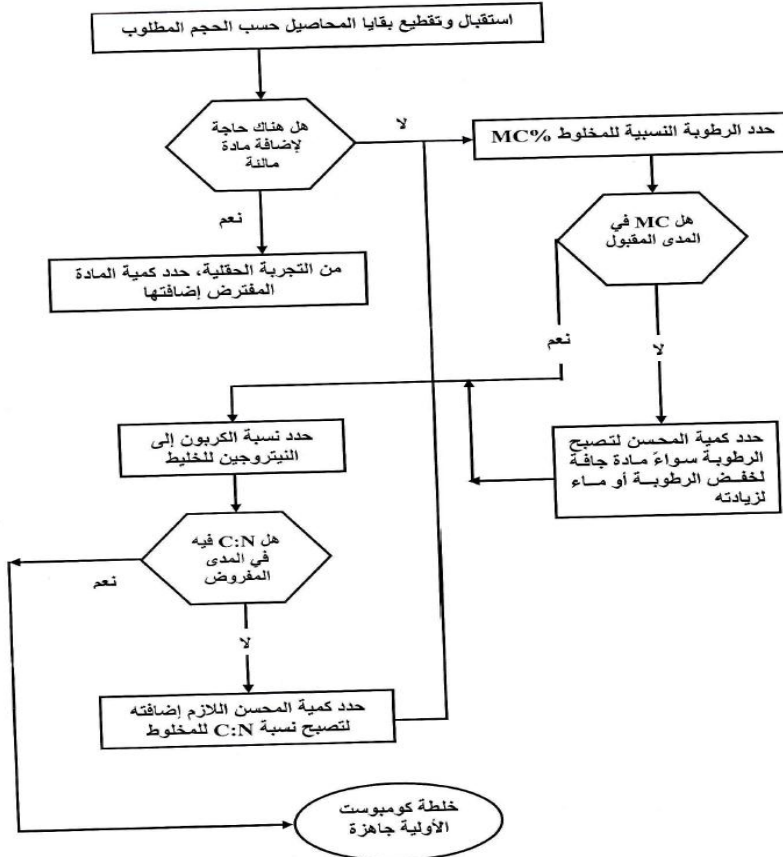 استقبال وتقطيع بقايا المحاصيل حسب الحجم المطلوب
هل هناك حاجة
لإضافة مادة
مالئة
لا
نعم
من التجربة الحقلية، حدد كمية المادة
المفترض إضافتها
حدد الرطوبة النسبية للمخلوط MC%
هل MC في
المدى المقبول
نعم
لا
حدد كمية المحسن لتصبح
الرطوبة سواءً مادة جافة
لخفض الرطوبة أو ماء
لزيادته
حدد نسبة الكربون إلى
النيتروجين للخليط
هل C:N فيه
في المدى
المفروض
نعم
لا
حدد كمية المحسن اللازم إضافته
لتصبح نسبة C:N للمخلوط
خلطة كومبوست
الأولية جاهزة